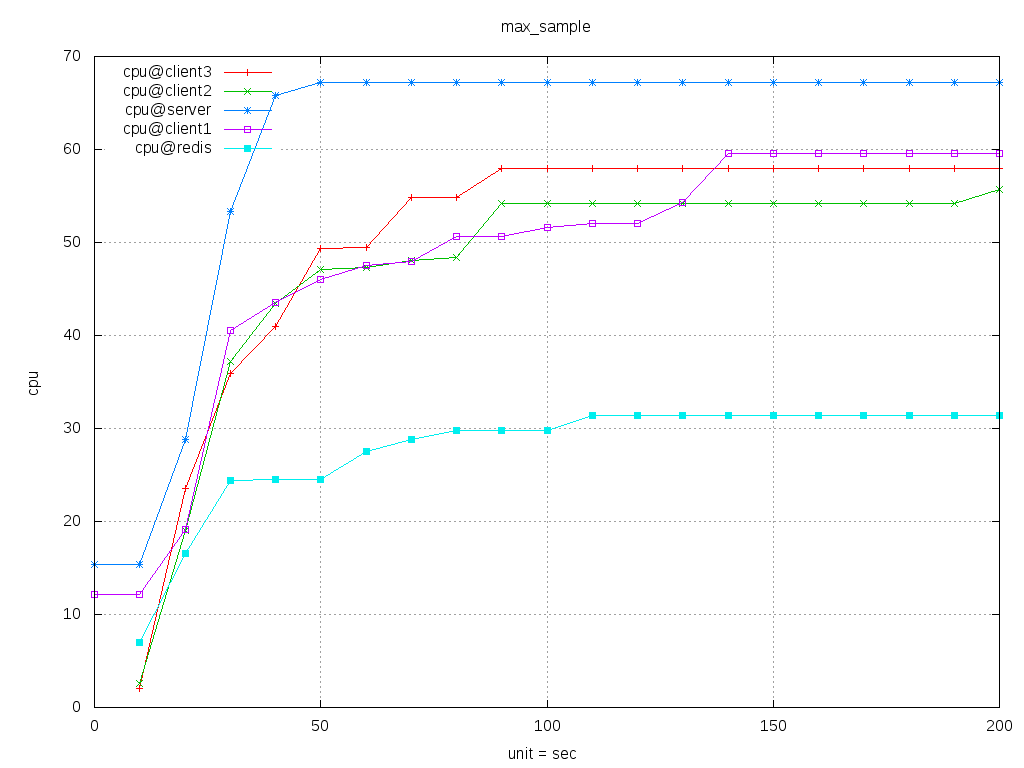 max_sample
70
60
50
40
30
20
10
0
cpu@client3
cpu@client2
cpu@server
cpu@client1
cpu@redis
cpu
0 50 100 150 200
unit = sec